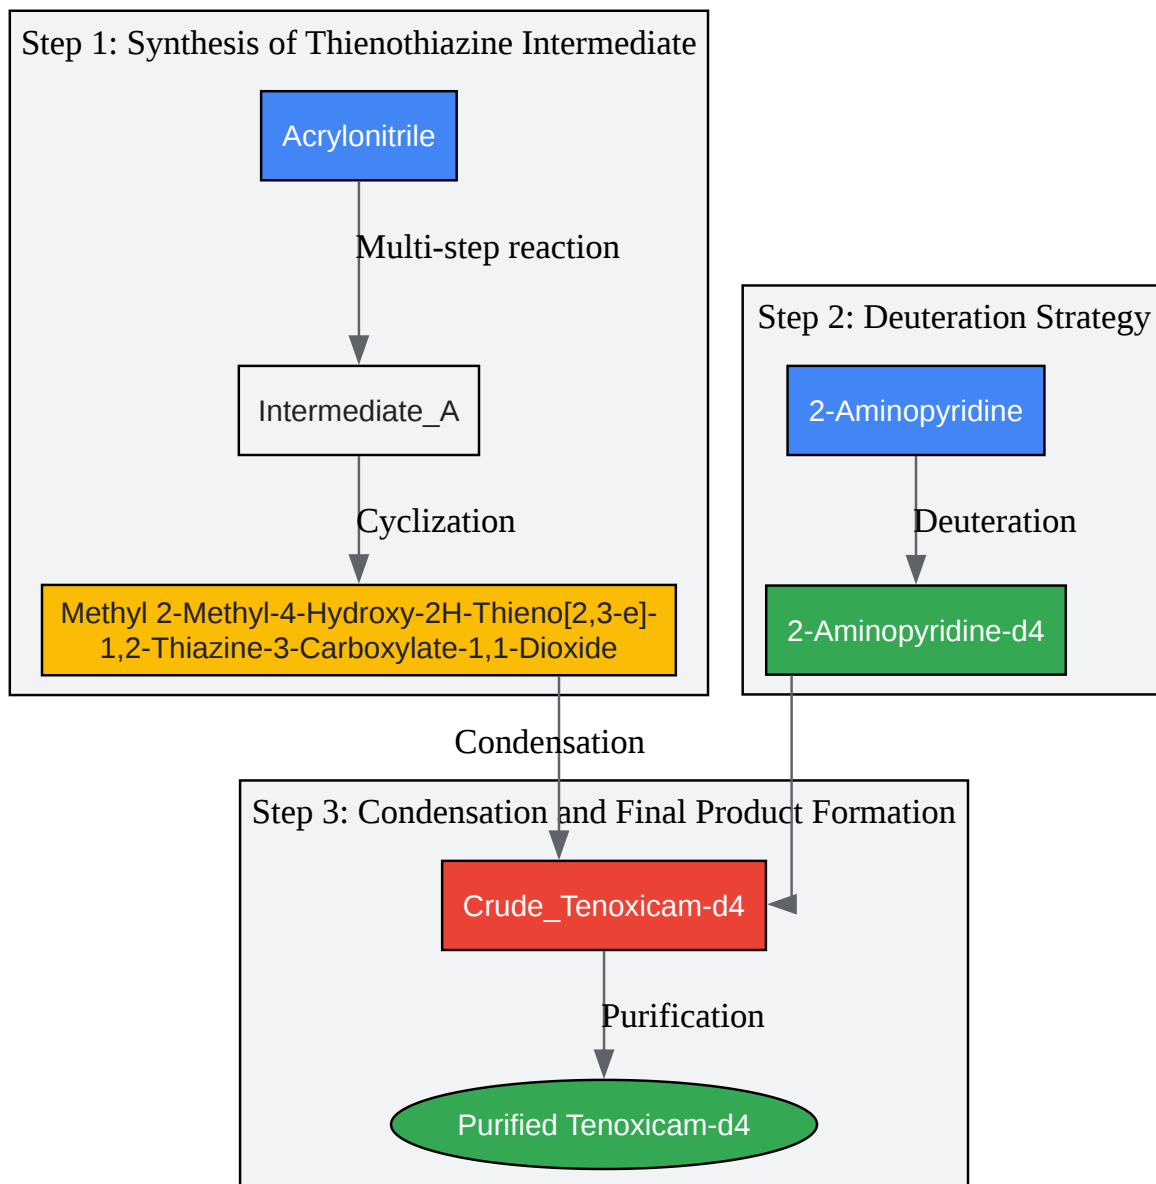 Step 1: Synthesis of Thienothiazine Intermediate
Acrylonitrile
Multi-step reaction
Intermediate_A
Cyclization
Methyl 2-Methyl-4-Hydroxy-2H-Thieno[2,3-e]-
1,2-Thiazine-3-Carboxylate-1,1-Dioxide
Step 2: Deuteration Strategy
2-Aminopyridine
Deuteration
2-Aminopyridine-d4
Condensation
Step 3: Condensation and Final Product Formation
Crude_Tenoxicam-d4
Purification
Purified Tenoxicam-d4